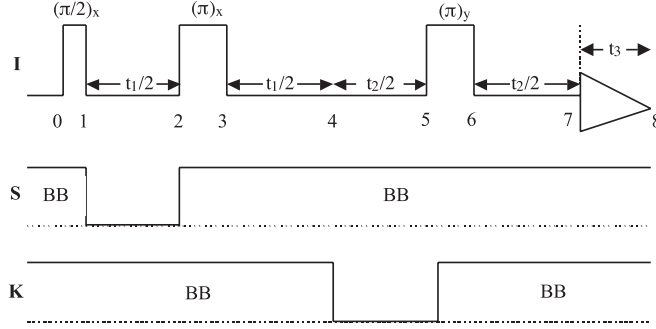 (π/2)x (π)x (π)y
t3
I
t1/2 t1/2 t2/2 t2/2
0 1 2 3 4 5 6 7 8
S BB BB
K BB BB